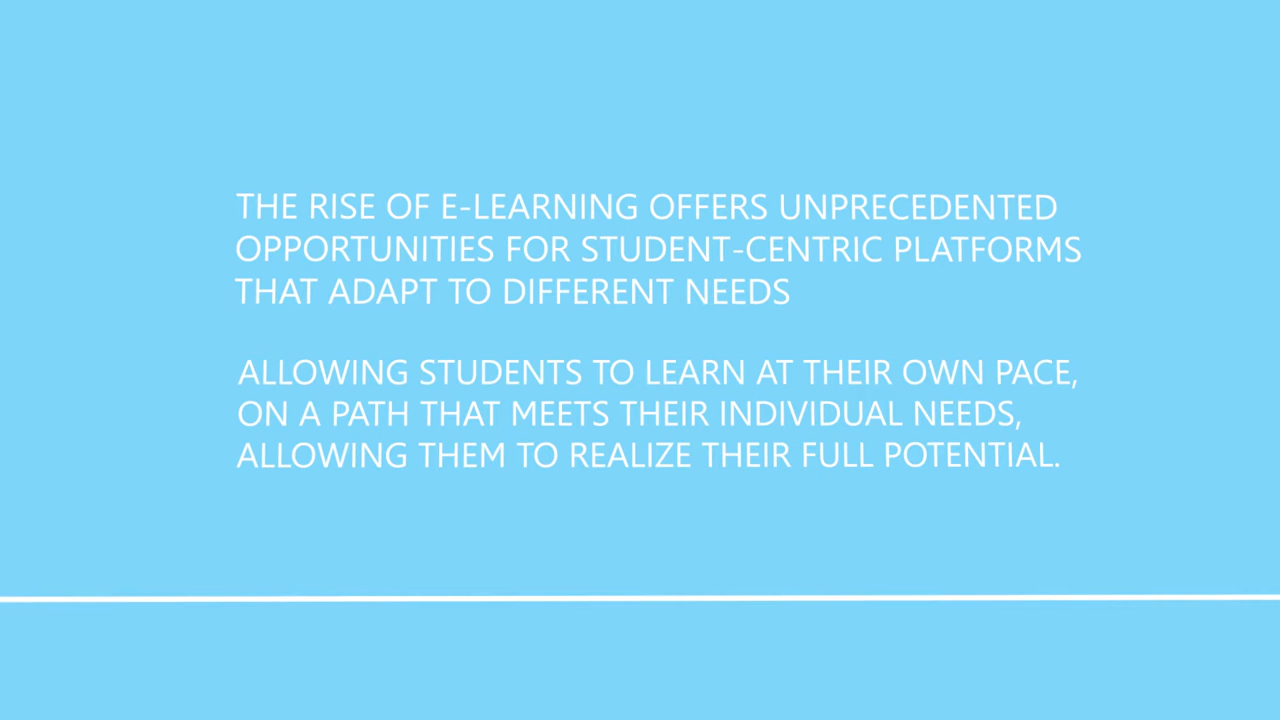 THE RISE OF E-LEARNING OFFERS UNPRECEDENTED
OPPORTUNITIES FOR STUDENT-CENTRIC PLATFORMS
THAT ADAPT TO DIFFERENT NEEDS
ALLOWING STUDENTS TO LEARN AT THEIR OWN PACE,
ON A PATH THAT MEETS THEIR INDIVIDUAL NEEDS,
ALLOWING THEM TO REALIZE THEIR FULL POTENTIAL.